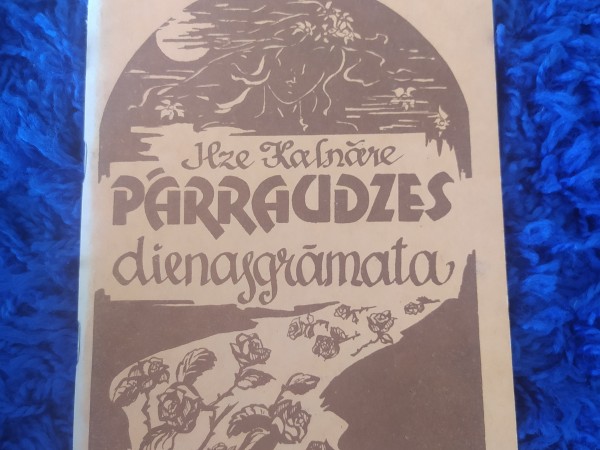 Ilze Kalnāre
PĀRRAUDZES
dienasgrāmata